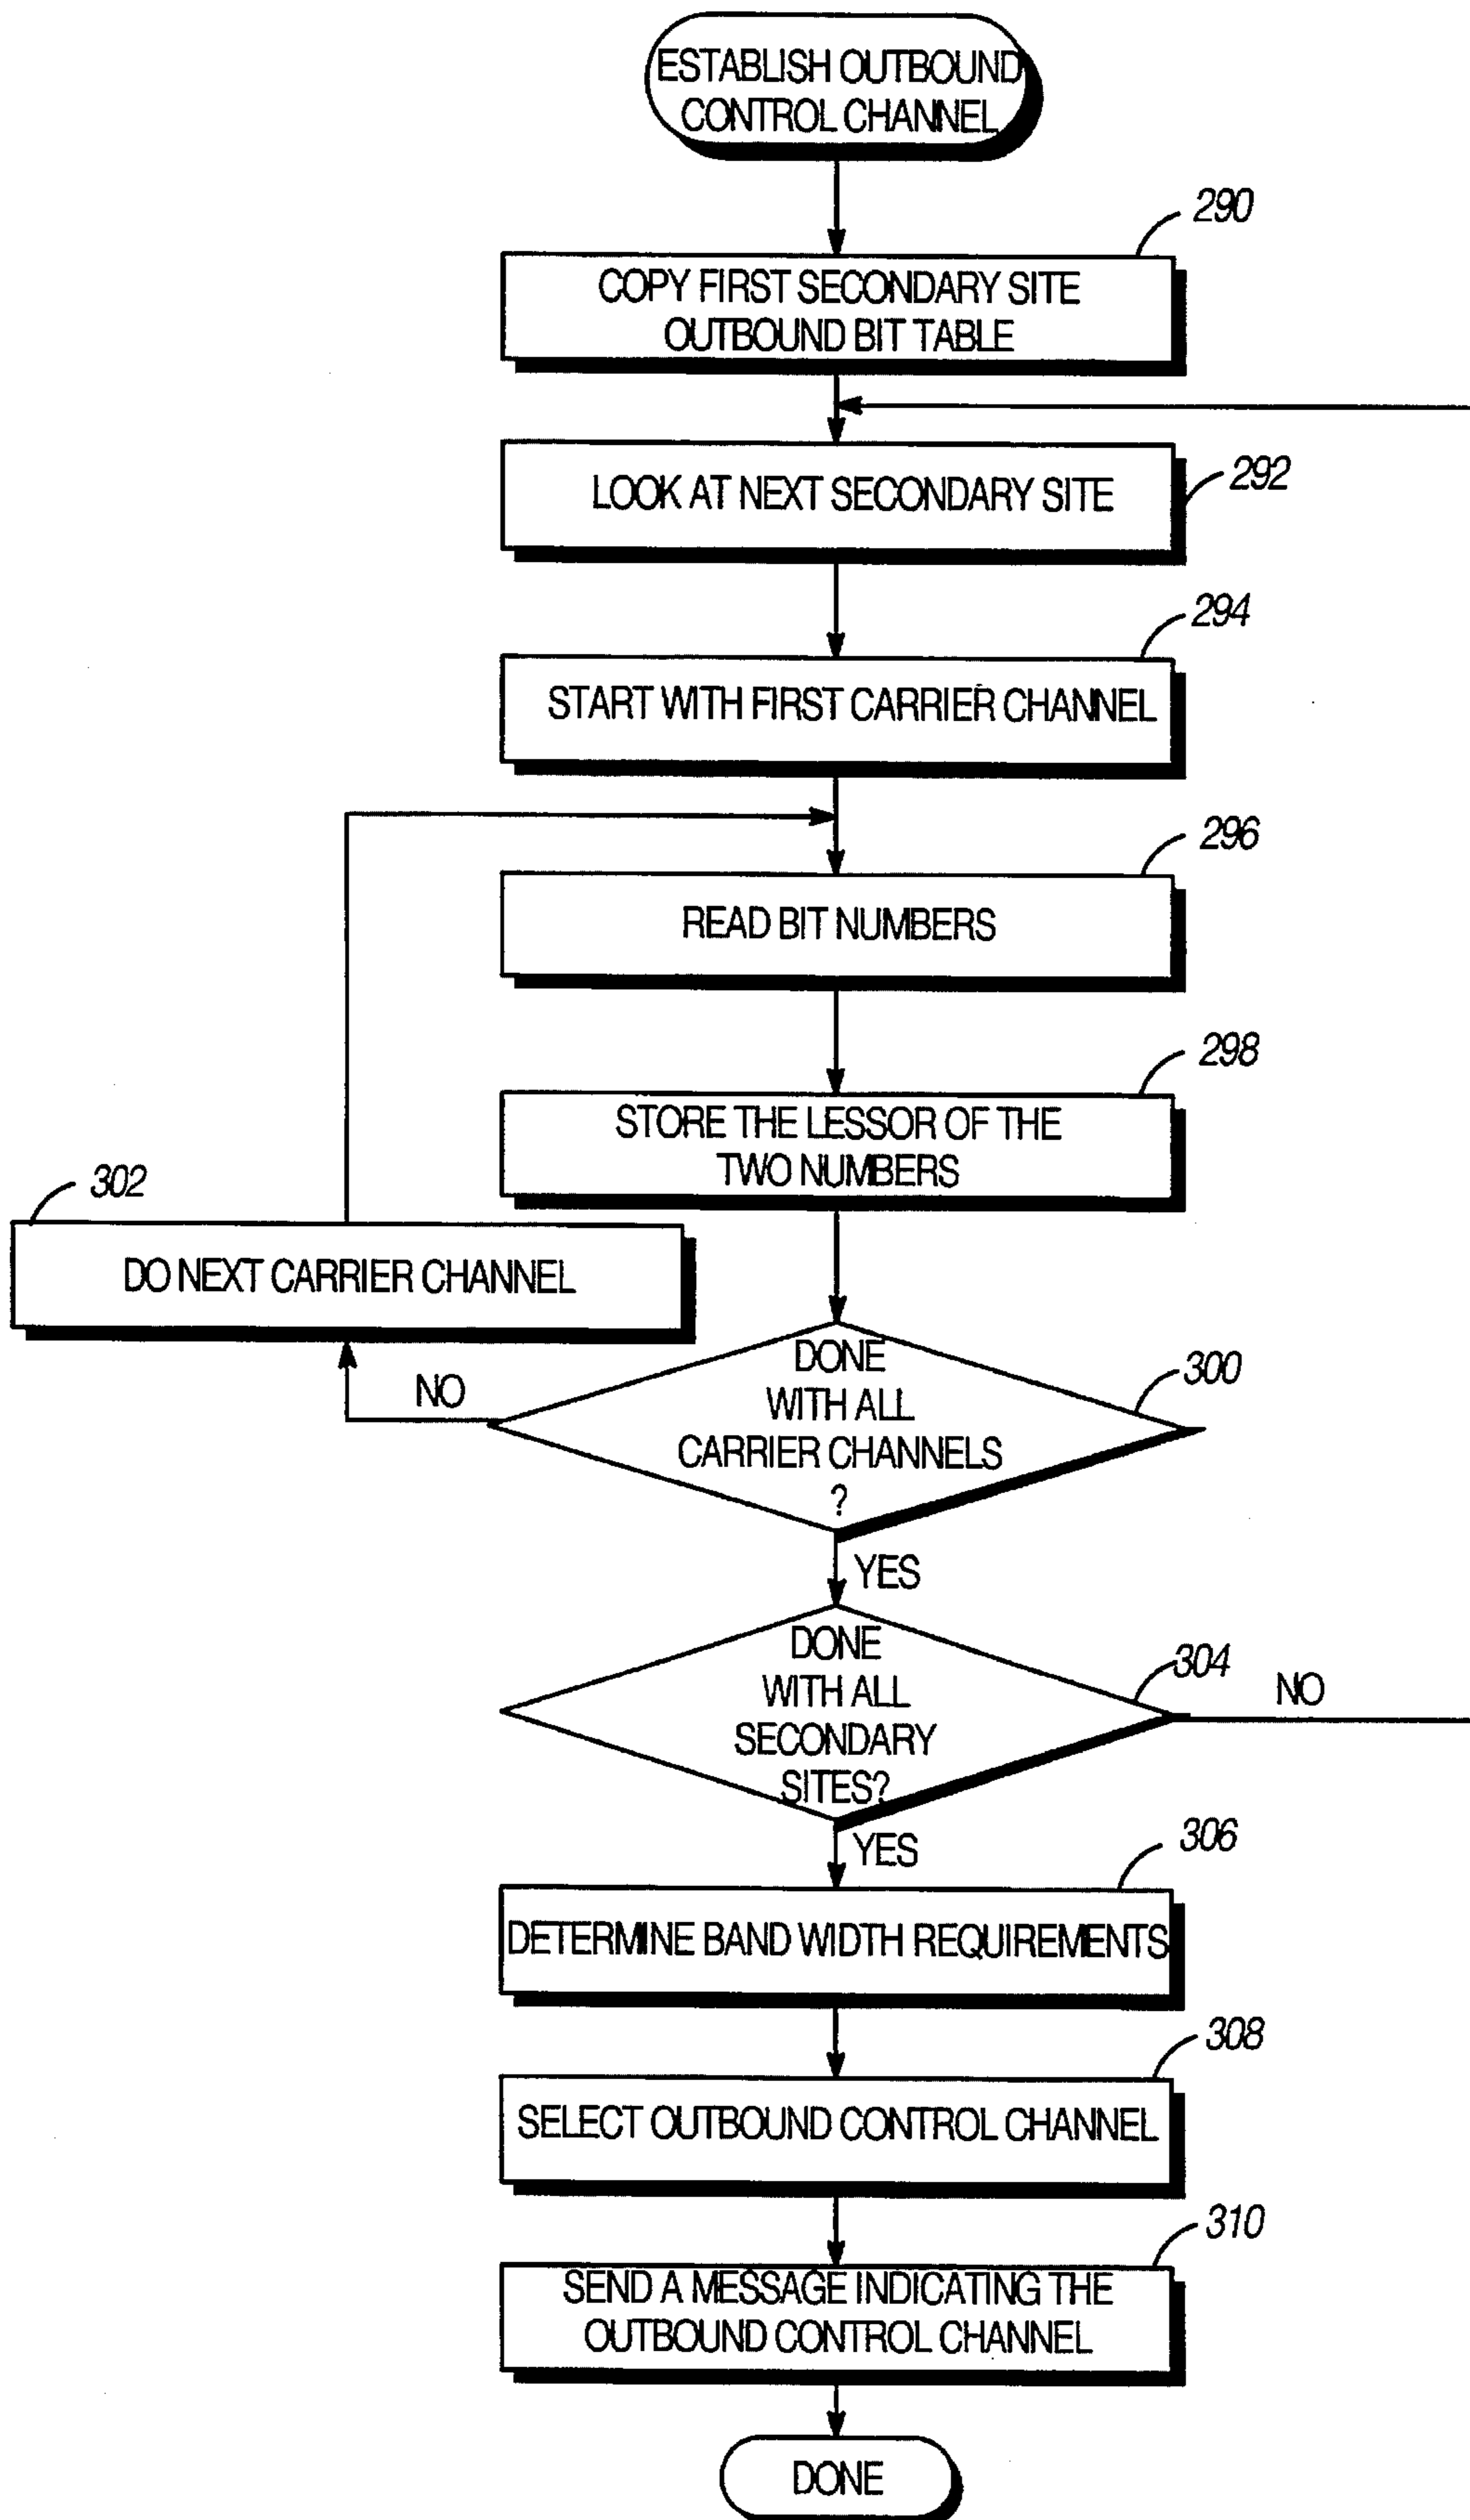 ESTABLISH OUTBOUND
CONTROL CHANNEL
290
COPY FIRST SECONDARY SITE
OUTBOUND BIT TABLE
292
LOOK AT NEXT SECONDARY SITE
294
START WITH FIRST CARRIER CHANNEL
296
READ BIT NUMBERS
298
STORE THE LESSOR OF THE
TWO NUMBERS
302
DO NEXT CARRIER CHANNEL
300
DONE
WITH ALL
CARRIER CHANNELS
?
NO
YES
304
DONE
WITH ALL
SECONDARY
SITES?
NO
YES
306
DETERMINE BAND WIDTH REQUIREMENTS
308
SELECT OUTBOUND CONTROL CHANNEL
310
SEND A MESSAGE INDICATING THE
OUTBOUND CONTROL CHANNEL
DONE